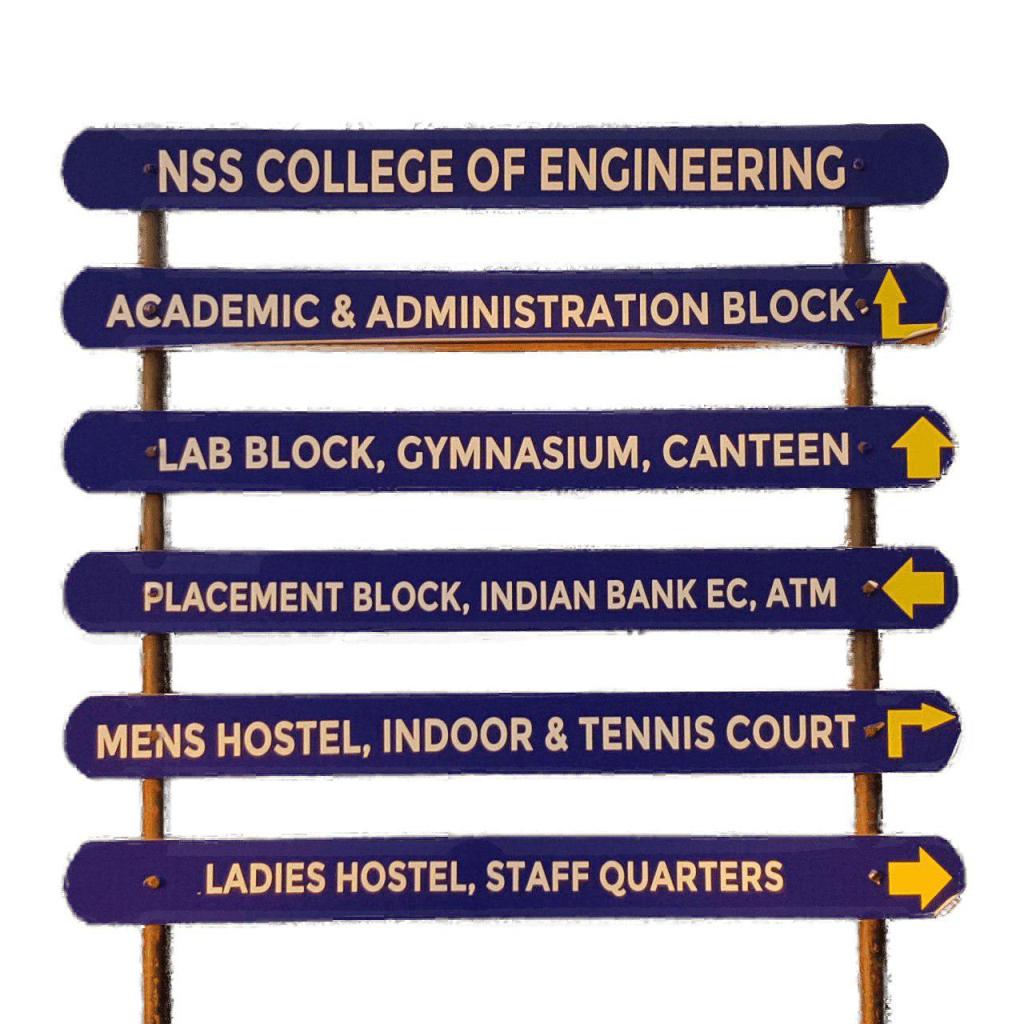 NSS COLLEGE OF ENGINEERING
ACADEMIC & ADMINISTRATION BLOCK
LAB BLOCK, GYMNASIUM, CANTEEN
PLACEMENT BLOCK, INDIAN BANK EC, ATM
MENS HOSTEL, INDOOR & TENNIS COURT
LADIES HOSTEL, STAFF QUARTERS